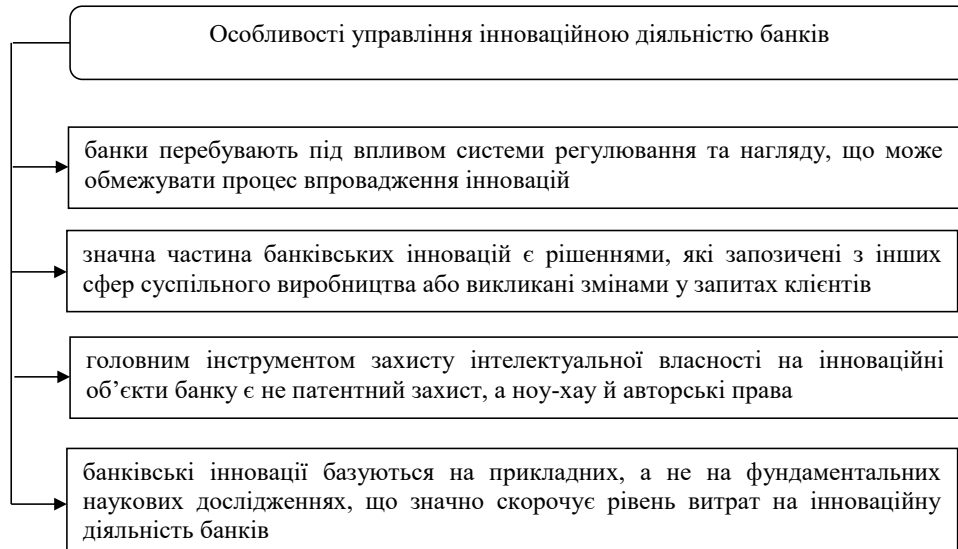 Особливості управління інноваційною діяльністю банків
банки перебувають під впливом системи регулювання та нагляду, що може
обмежувати процес впровадження інновацій
значна частина банківських інновацій є рішеннями, які запозичені з інших
сфер суспільного виробництва або викликані змінами у запитах клієнтів
головним інструментом захисту інтелектуальної власності на інноваційні
об’єкти банку є не патентний захист, а ноу-хау й авторські права
банківські інновації базуються на прикладних, а не на фундаментальних
наукових дослідженнях, що значно скорочує рівень витрат на інноваційну
діяльність банків